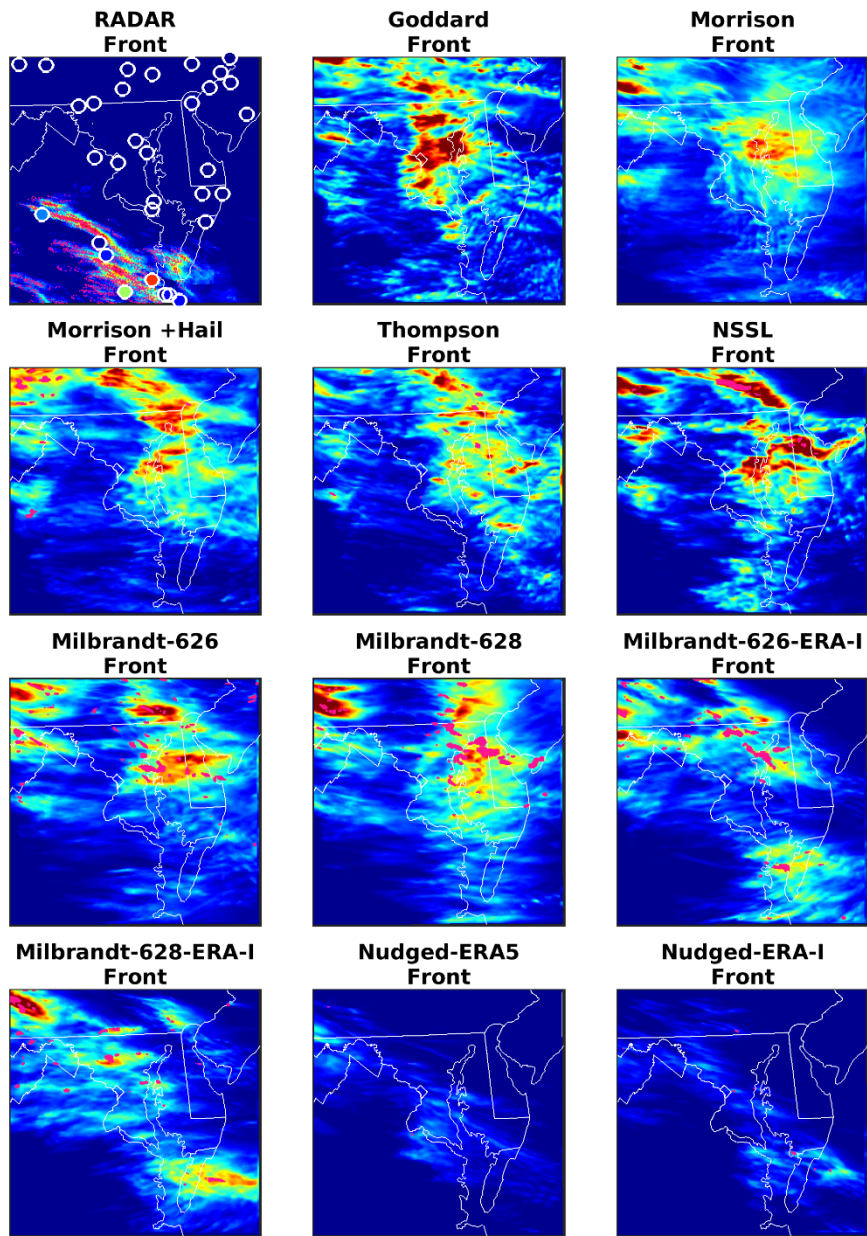 RADAR
Front
Goddard
Front
Morrison
Front
Morrison +Hail
Front
Thompson
Front
NSSL
Front
Milbrandt-626
Front
Milbrandt-628
Front
Milbrandt-626-ERA-I
Front
Milbrandt-628-ERA-I
Front
Nudged-ERA5
Front
Nudged-ERA-I
Front